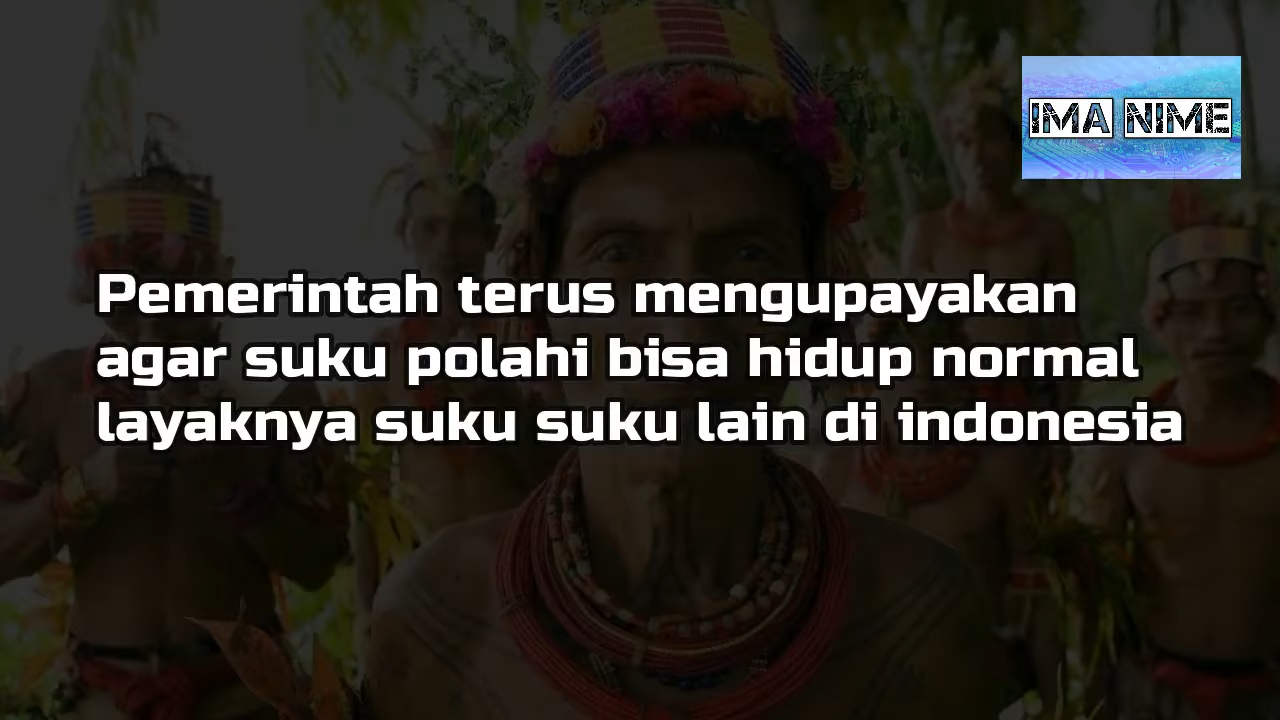 IMA NIME
Pemerintah terus mengupayakan
agar suku polahi bisa hidup normal
layaknya suku suku lain di indonesia